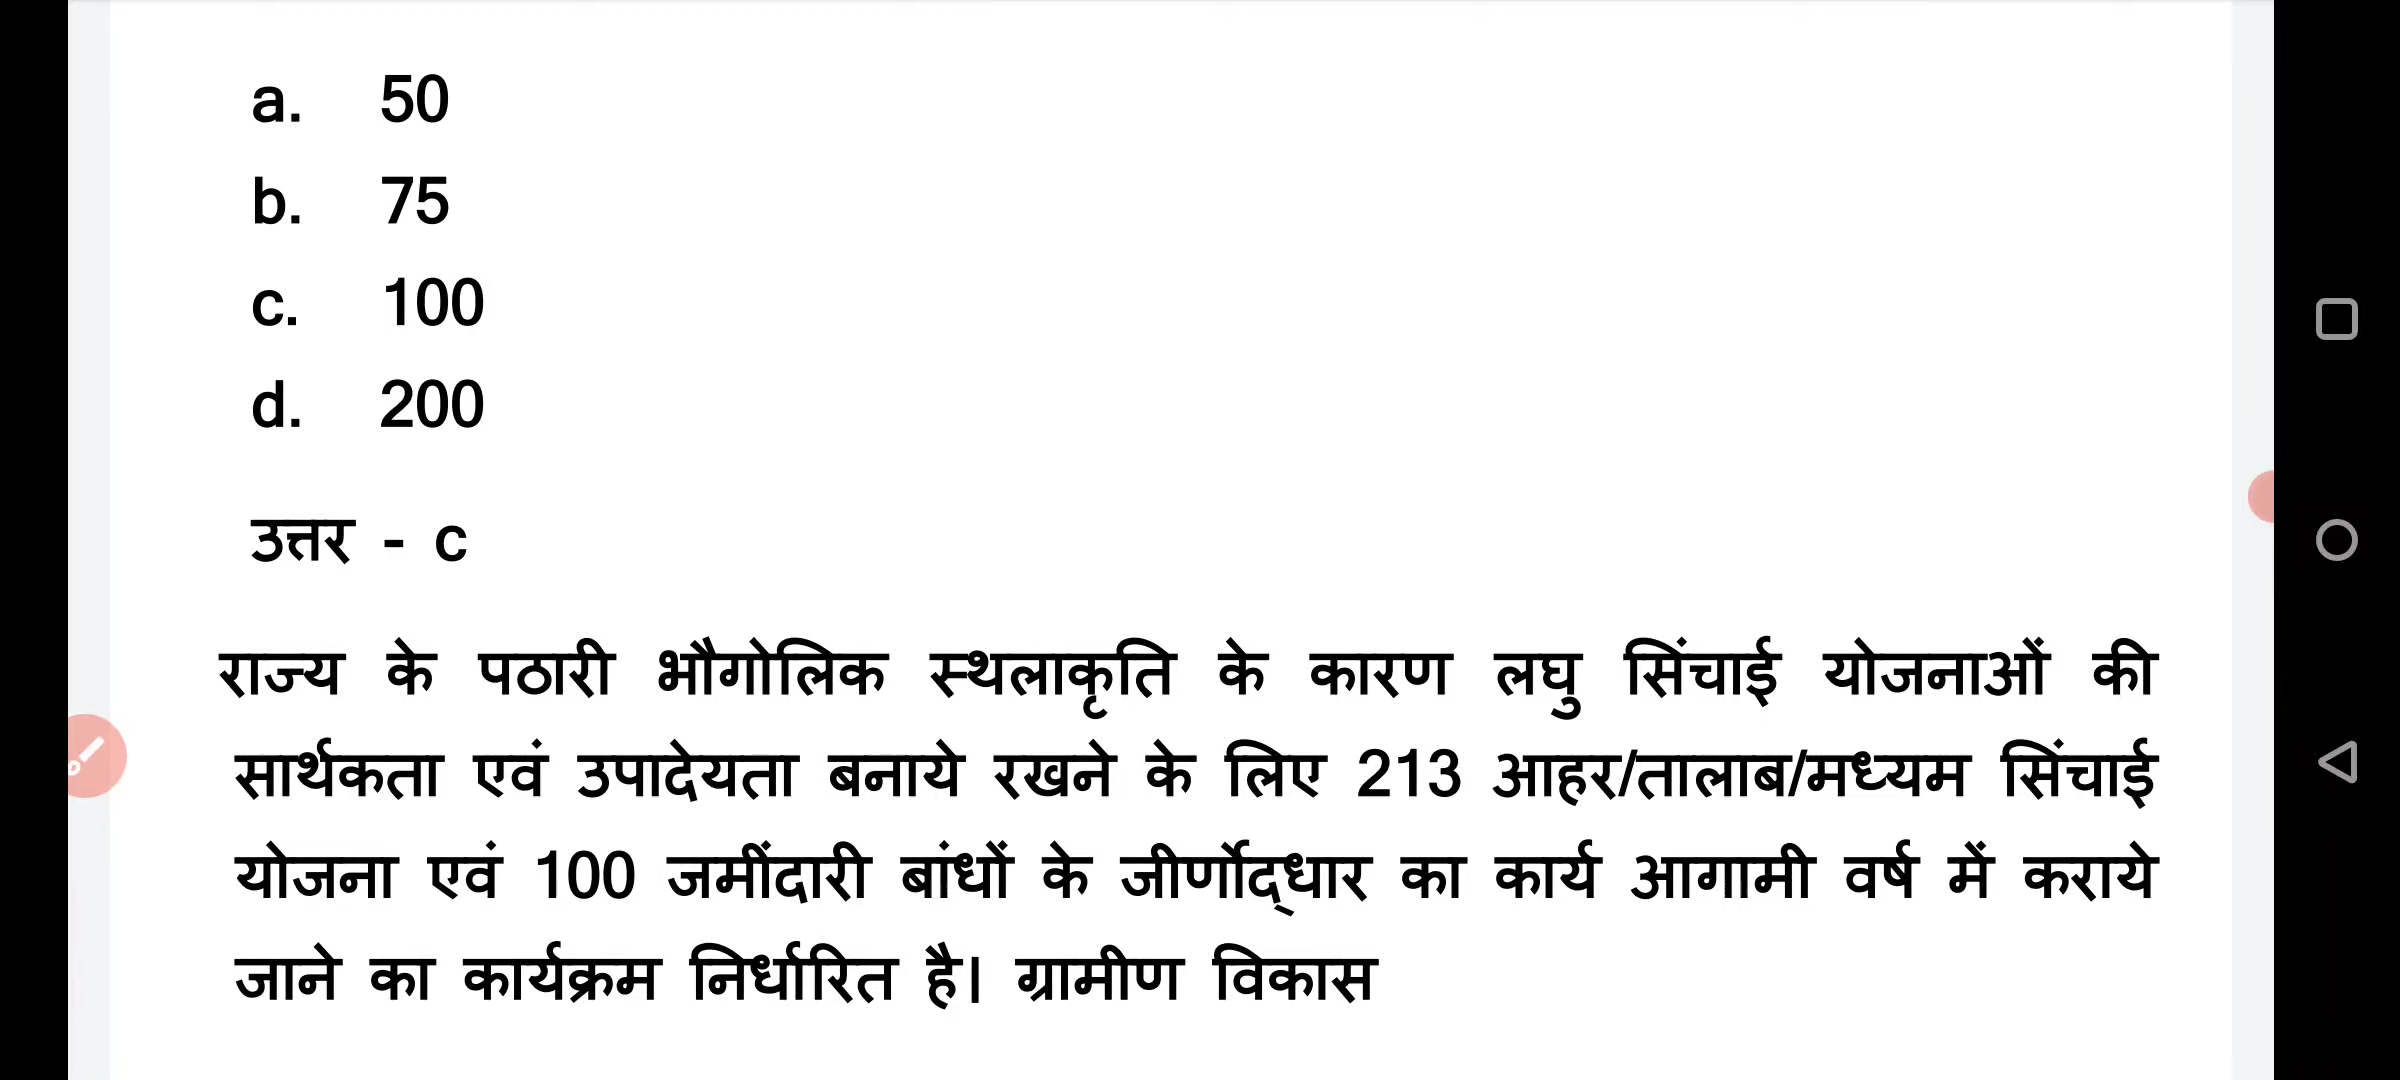 a. 50
b. 75
c. 100
d. 200
उत्तर - c
राज्य के पठारी भौगोलिक स्थलाकृति के कारण लघु सिंचाई योजनाओं की
सार्थकता एवं उपादेयता बनाये रखने के लिए 213 आहर/तालाब/मध्यम सिंचाई
योजना एवं 100 जमींदारी बांधों के जीर्णोद्‌धार का कार्य आगामी वर्ष में कराये
जाने का कार्यक्रम निर्धारित है। ग्रामीण विकास